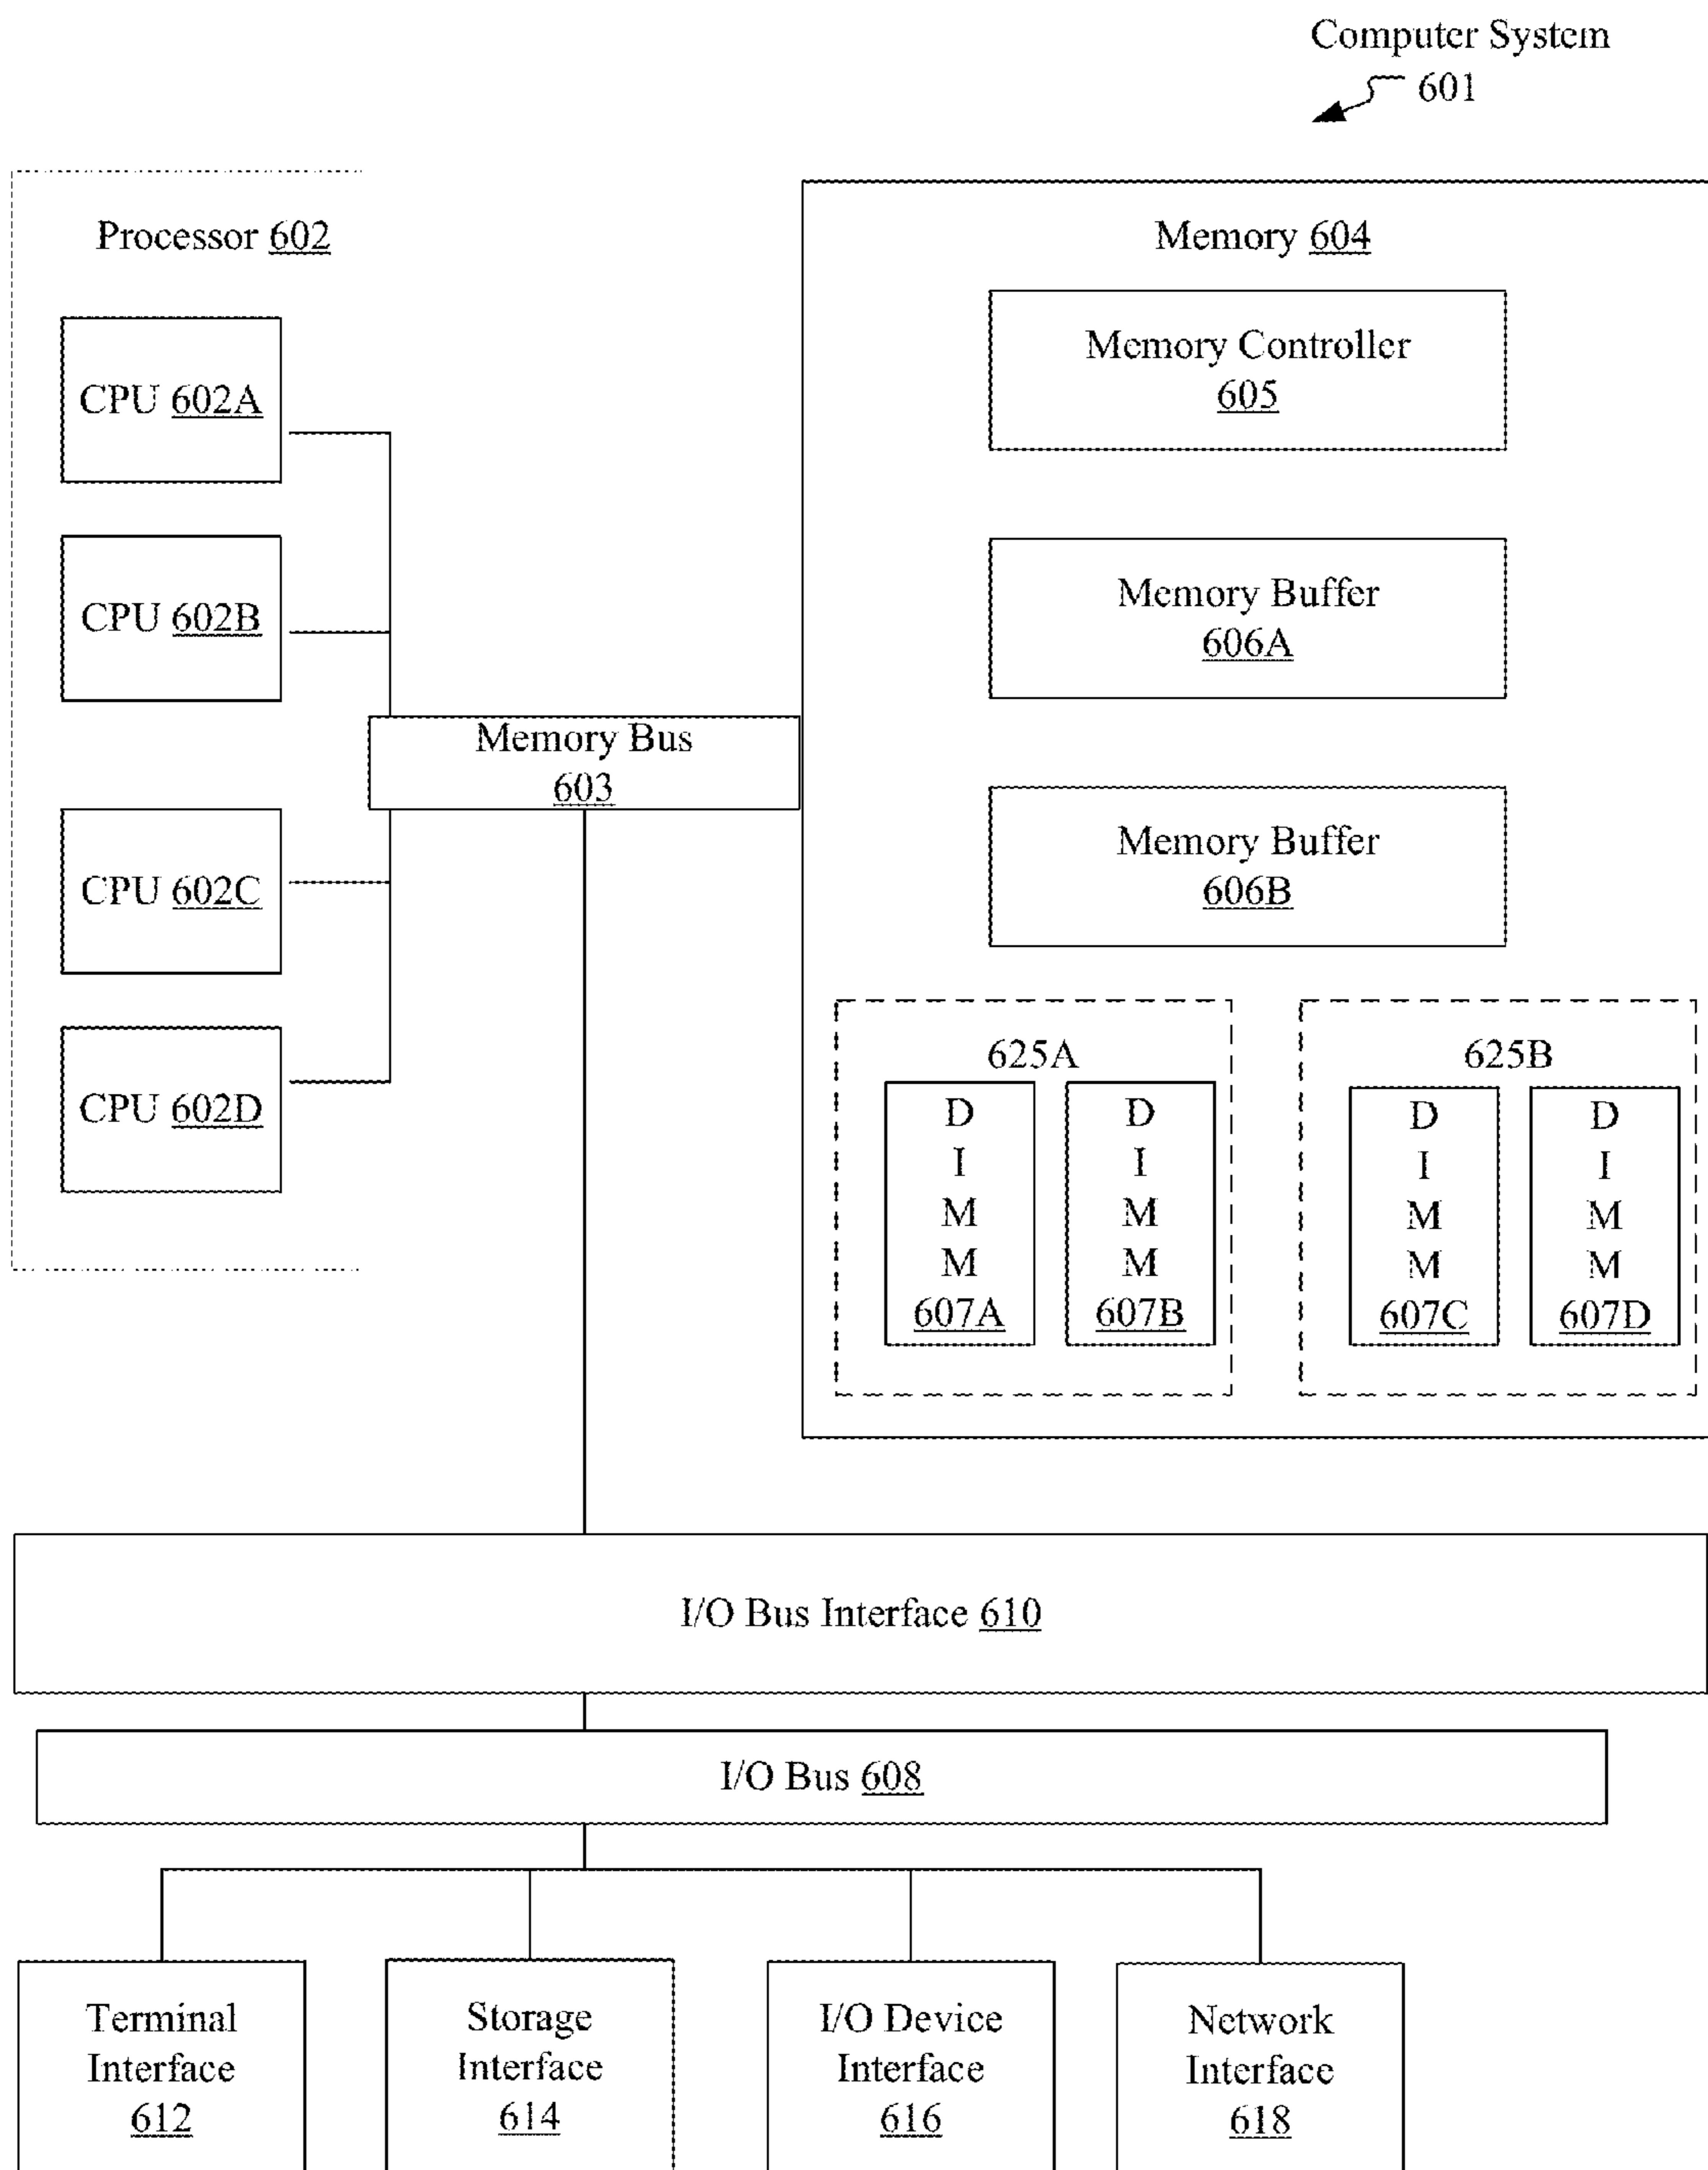 Computer System
601
Processor 602
CPU 602A
CPU 602B
CPU 602C
CPU 602D
Memory Bus
603
Memory 604
Memory Controller
605
Memory Buffer
606A
Memory Buffer
606B
625A
D
I
M
M
607A
D
I
M
M
607B
625B
D
I
M
M
607C
D
I
M
M
607D
I/O Bus Interface 610
I/O Bus 608
Terminal
Interface
612
Storage
Interface
614
I/O Device
Interface
616
Network
Interface
618